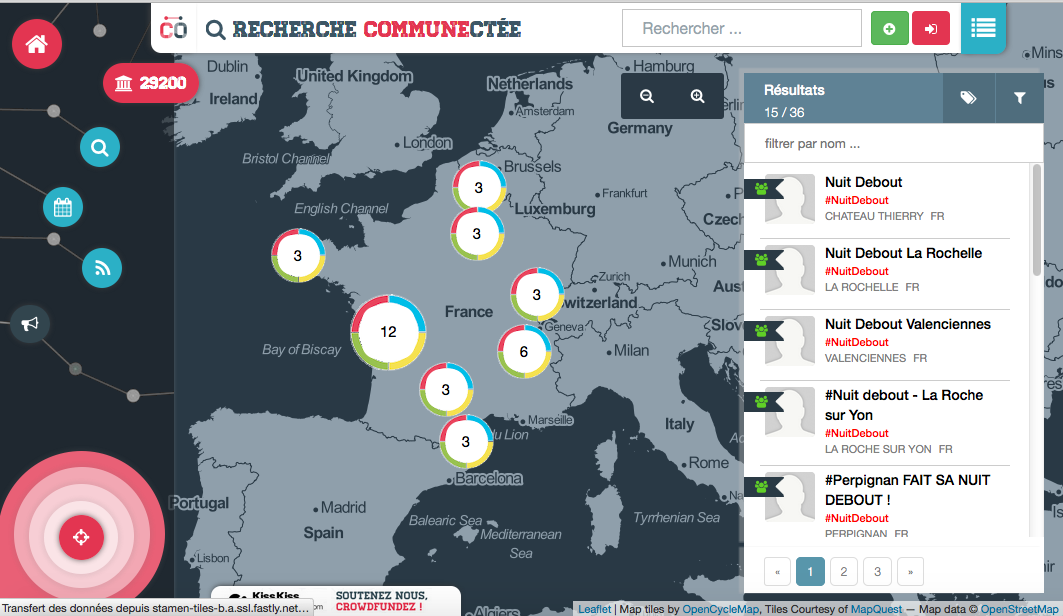 CO RECHERCHE COMMUNECTÉE
Rechercher ...
29200
Dublin
United Kingdom
Ireland
London
Bristol Channel
English Channel
Netherlands
Amsterdam
Hamburg
Germany
Brussels
Frankfurt
Luxemburg
Munich
Zurich
Switzerland
Geneva
France
Bay of Biscay
Milan
Marseille
Italy
Rome
Barcelona
Portugal
Madrid
Spain
Lisbon
Balearic Sea
Mediterranean
Sea
Tyrrhenian Sea
3
3
3
3
12
6
3
3
Résultats
15 / 36
filtrer par nom ...
Nuit Debout
#NuitDebout
CHATEAU THIERRY FR
Nuit Debout La Rochelle
#NuitDebout
LA ROCHELLE FR
Nuit Debout Valenciennes
#NuitDebout
VALENCIENNES FR
#Nuit debout - La Roche
sur Yon
#NuitDebout
LA ROCHE SUR YON FR
#Perpignan FAIT SA NUIT
DEBOUT !
#NuitDebout
PERPIGNAN FR
« 1 2 3 »
KissKiss
SOUTENEZ NOUS,
CROWDFUNDEZ !
Transfert des données depuis stamen-tiles-b.a.ssl.fastly.net...
Leaflet | Map tiles by OpenCycleMap, Tiles Courtesy of MapQuest — Map data © OpenStreetMap